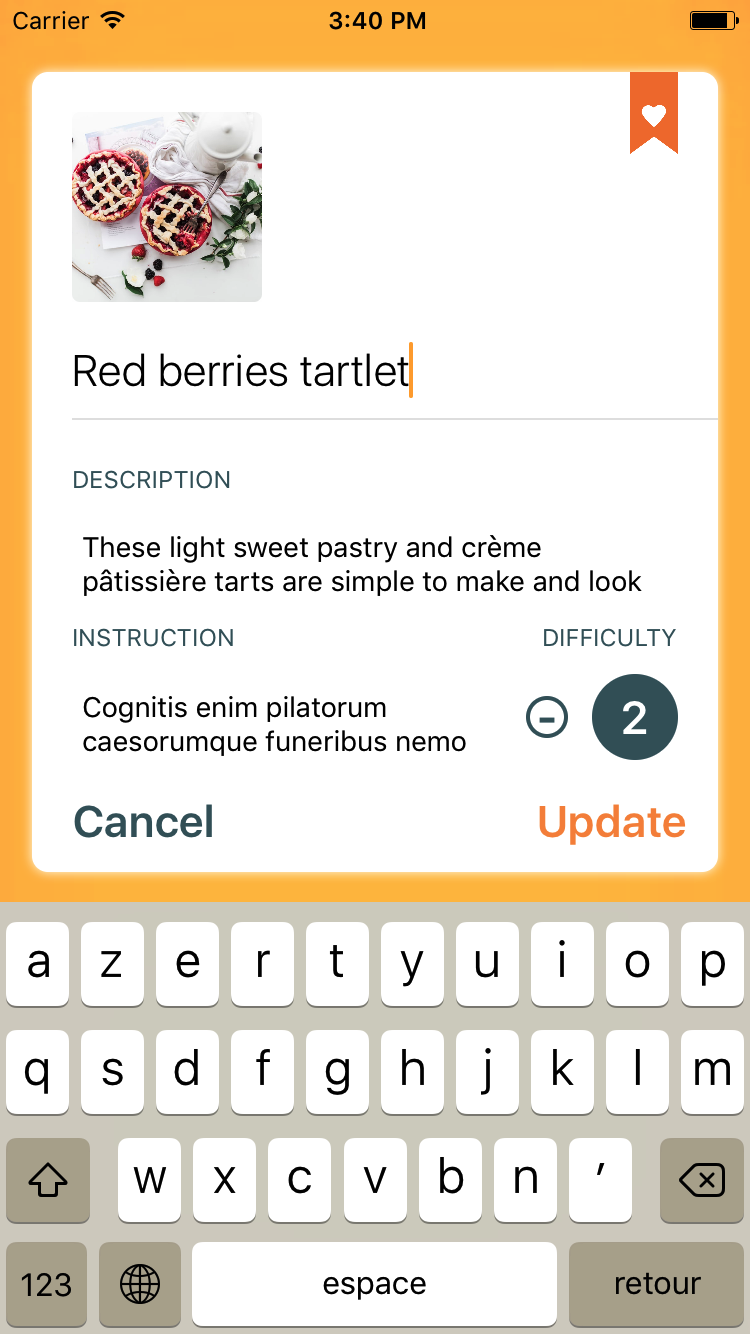 Carrier 3:40 PM
Red berries tartlet
DESCRIPTION
These light sweet pastry and crème
pâtissière tarts are simple to make and look
INSTRUCTION DIFFICULTY
Cognitis enim pilatorum
caesorumque funeribus nemo
2
Cancel Update
a z e r t y u i o p
q s d f g h j k l m
w x c v b n ′
123 espace retour